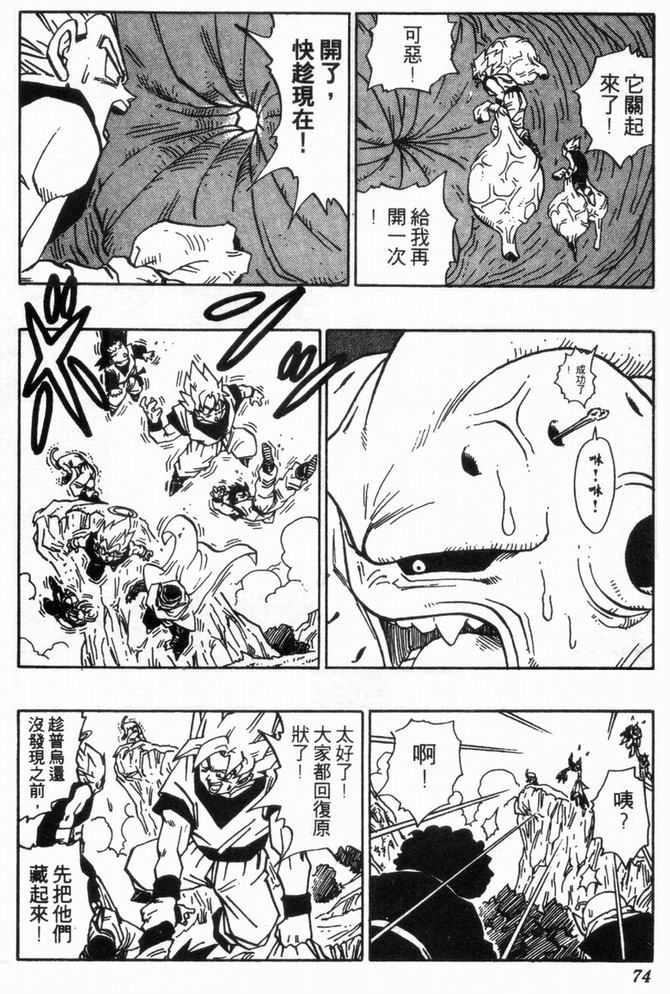 它關起
來了！
可惡！
給我再
開一次
！
開了，
快趁現在！
成功了
！
咻！咻！
咦？
啊！
太好了！
大家都回復原
狀了！
趁普烏還
沒發現之前，
先把他們
藏起來！
74